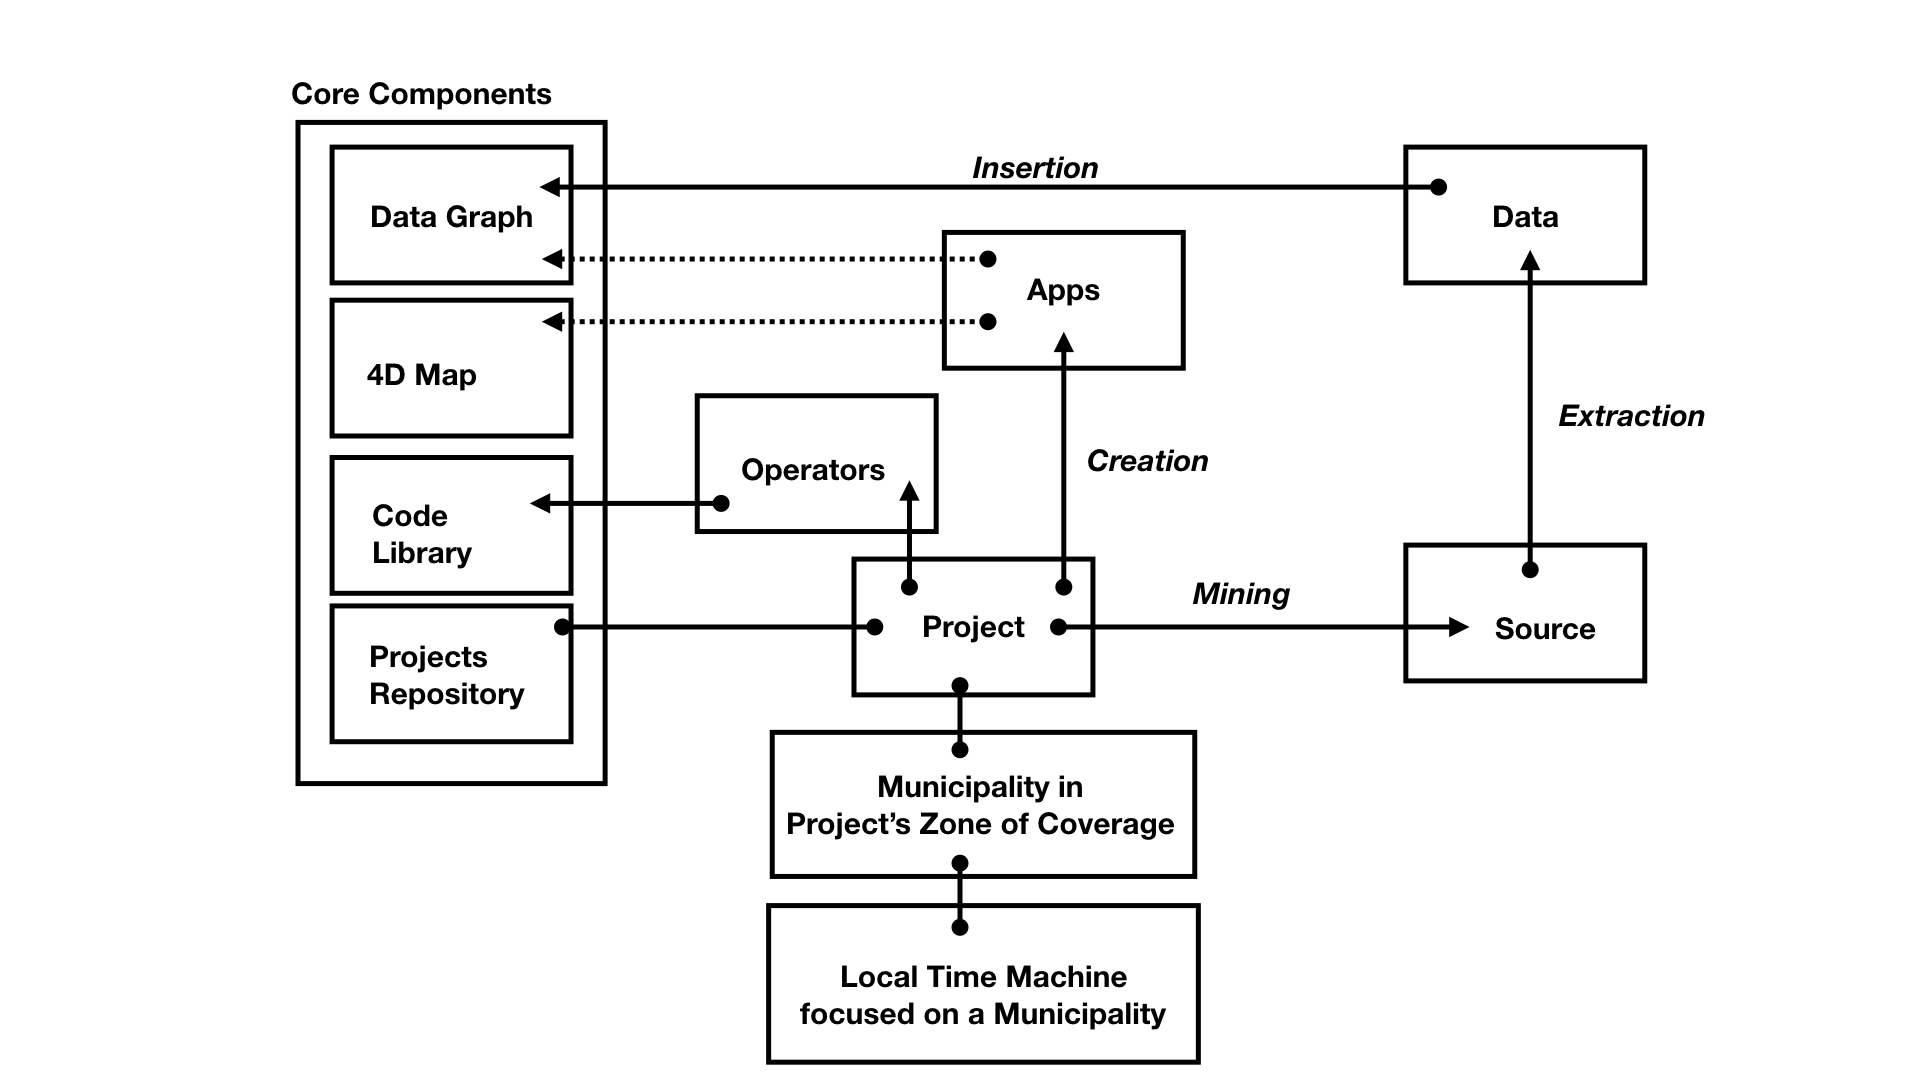 Core Components
Insertion
Data Graph
Data
Apps
4D Map
Extraction
Creation
Operators
Code
Library
Mining
Project
Source
Projects
Repository
Municipality in
Project’s Zone of Coverage
Local Time Machine
focused on a Municipality